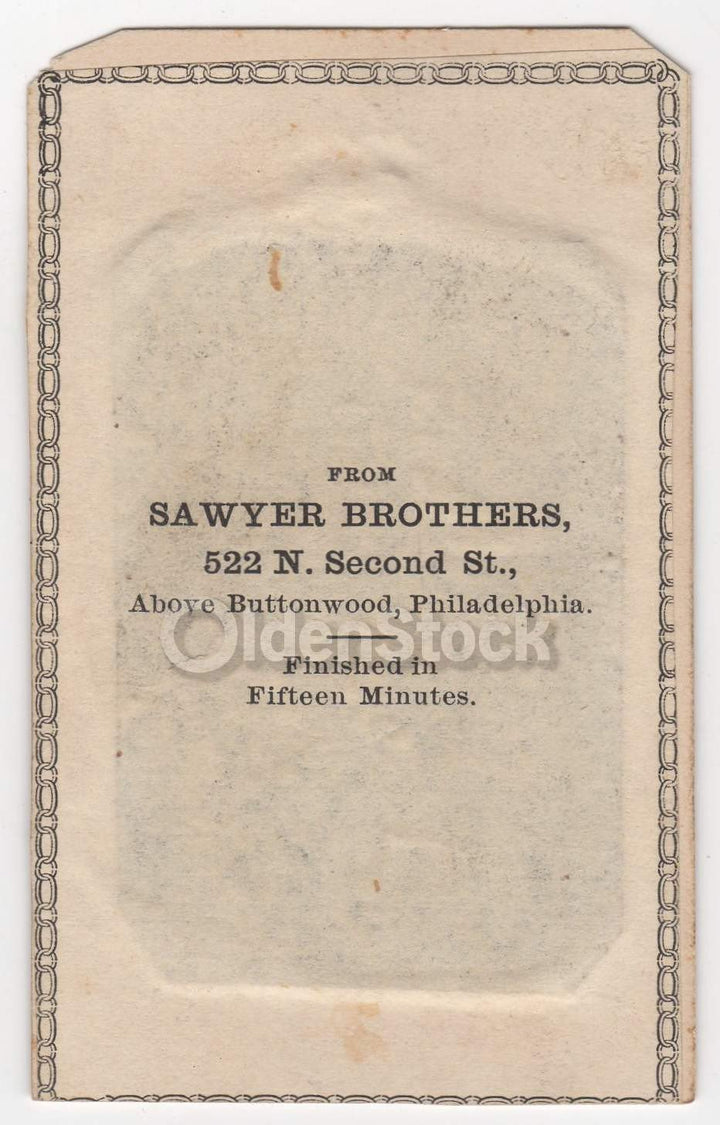 FROM
SAWYER BROTHERS,
522 N. Second St.,
Above Buttonwood, Philadelphia.
OldenStock
Finished in
Fifteen Minutes.